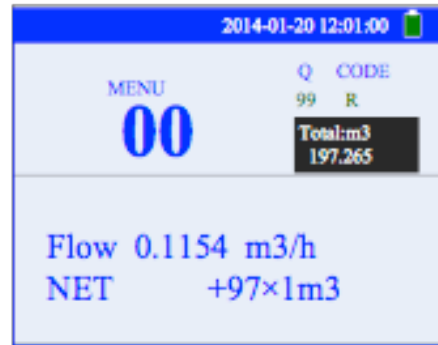 2014-01-20 12:01:00
Q CODE
MENU
99 R
00
Total:m3
197.265
Flow 0.1154 m3/h
NET +97×1m3